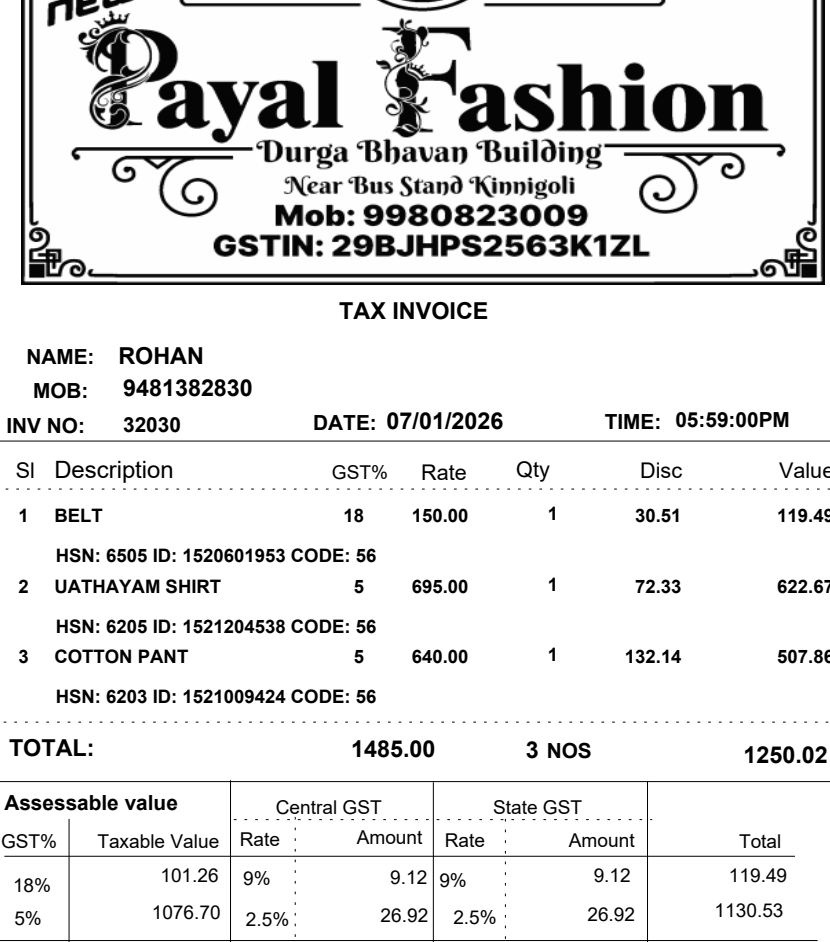 new
Payal Fashion
Durga Bhavan Building
Near Bus Stand Kinnigoli
Mob: 9980823009
GSTIN: 29BJHPS2563K1ZL
TAX INVOICE
NAME: ROHAN
MOB: 9481382830
INV NO: 32030 DATE: 07/01/2026 TIME: 05:59:00PM
Sl Description GST% Rate Qty Disc Value
1 BELT 18 150.00 1 30.51 119.49
HSN: 6505 ID: 1520601953 CODE: 56
2 UATHAYAM SHIRT 5 695.00 1 72.33 622.67
HSN: 6205 ID: 1521204538 CODE: 56
3 COTTON PANT 5 640.00 1 132.14 507.86
HSN: 6203 ID: 1521009424 CODE: 56
TOTAL: 1485.00 3 NOS 1250.02
Assessable value Central GST State GST
GST% Taxable Value Rate Amount Rate Amount Total
18% 101.26 9% 9.12 9% 9.12 119.49
5% 1076.70 2.5% 26.92 2.5% 26.92 1130.53